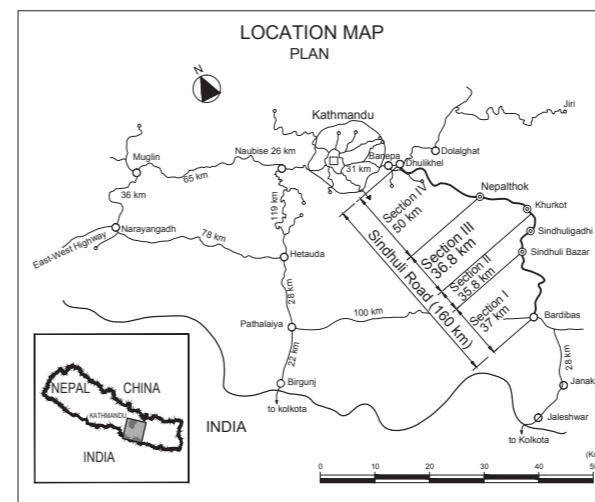 LOCATION MAP
PLAN
N
Jiri
Kathmandu
Dolalghat
Naubise 26 km
Banepa
Dhulikhel
31 km
Muglin
65 km
Nepalthok
36 km
119 km
Section IV
50 km
Khurkot
Sindhuligadhi
Narayangadh
78 km
Section III
36.8 km
Sindhuli Bazar
East-West Highway
Hetauda
Sindhuli Road (160 km)
Section II
35.8 km
28 km
Section I
37 km
100 km
Bardibas
Pathalaiya
22 km
28 km
NEPAL
CHINA
Birgunj
Janak
KATHMANDU
to kolkota
INDIA
Jaleshwar
INDIA
to Kolkota
(Km
0 10 20 30 40 50